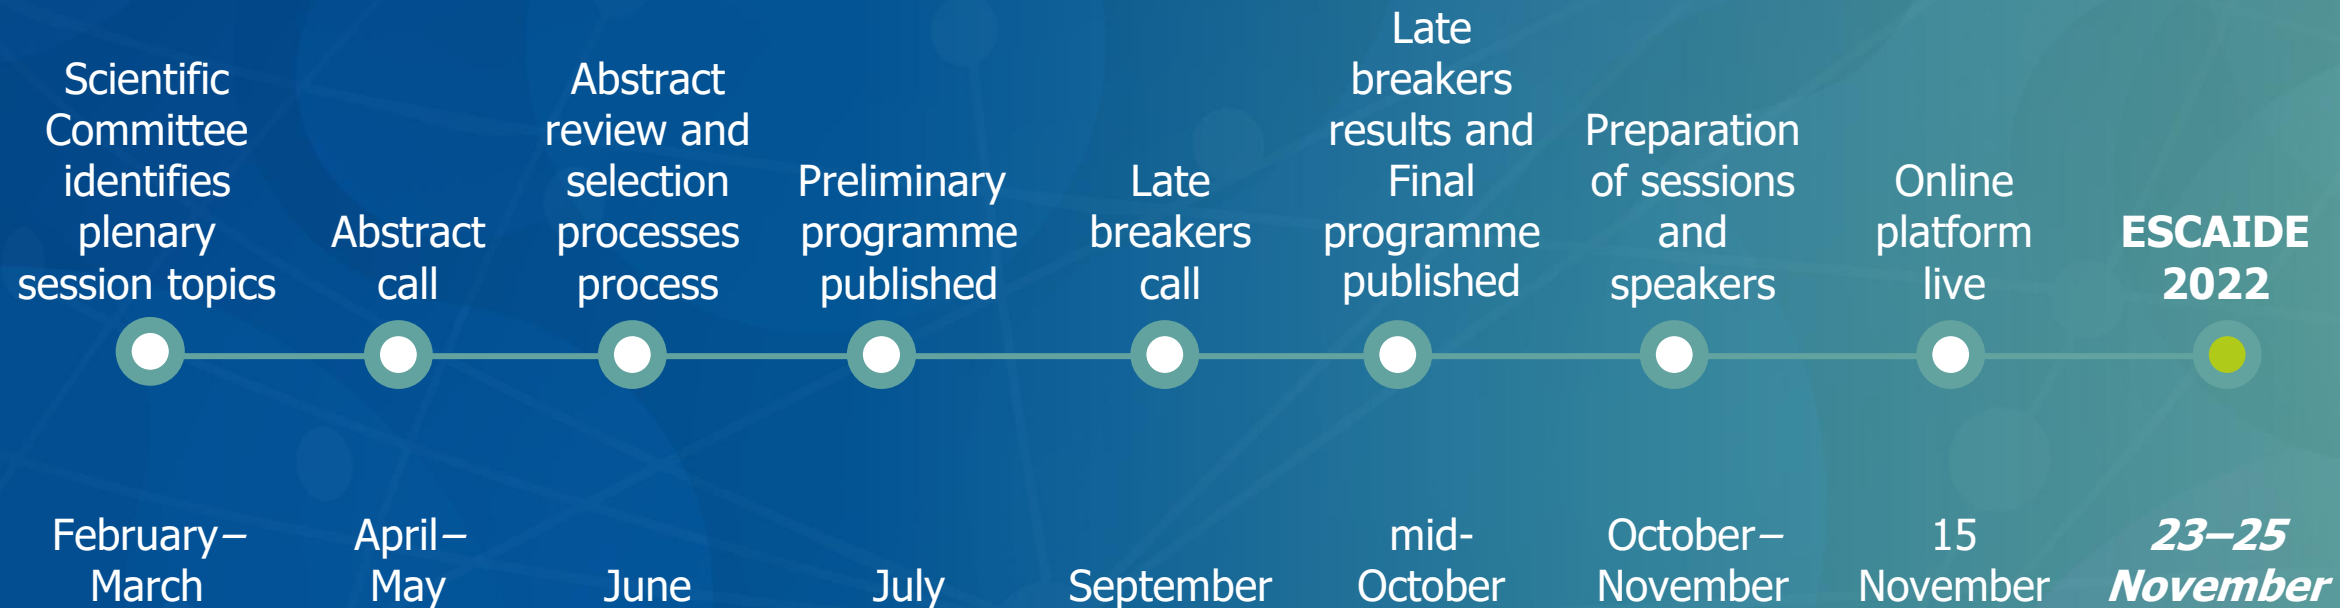 Scientific
Committee
identifies
plenary
session topics
Abstract
call
Abstract
review and
selection
processes
process
Preliminary
programme
published
Late
breakers
call
Late
breakers
results and
Final
programme
published
Preparation
of sessions
and
speakers
Online
platform
live
ESCAIDE
2022
February–
March
April–
May
June
July
September
mid-
October
October–
November
15
November
23–25
November